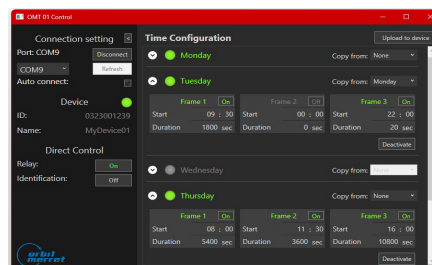 OMT 01 Control
Connection setting
Port: COM9 Disconnect
COM9 Refresh
Auto connect:
Device
ID: 0323001239
Name: MyDevice01
Direct Control
Relay: On
Identification: Off
orbit
merret
Time Configuration Upload to device
Monday Copy from: None
Tuesday Copy from: Monday
Frame 1 On Frame 2 Off Frame 3 On
Start 09 : 30 Start 00 : 00 Start 22 : 00
Duration 1800 sec Duration 0 sec Duration 20 sec
Deactivate
Wednesday Copy from:
Thursday Copy from: None
Frame 1 On Frame 2 On Frame 3 On
Start 08 : 00 Start 11 : 30 Start 16 : 00
Duration 5400 sec Duration 3600 sec Duration 10800 sec
Deactivate